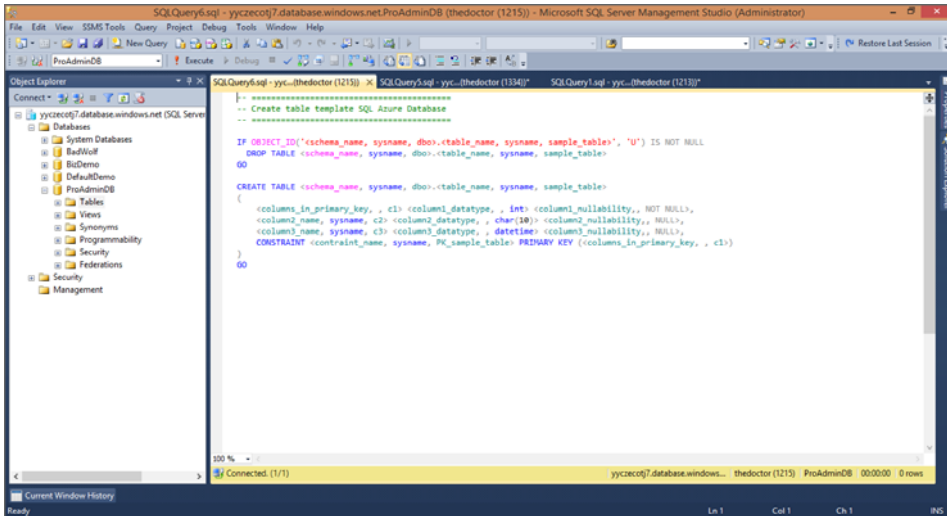 SQLQuery6.sql - yyczecotj7.database.windows.net.ProAdminDB (thedoctor (1215)) - Microsoft SQL Server Management Studio (Administrator)
File Edit View SSMS Tools Query Project Debug Tools Window Help
New Query
Restore Last Session
ProAdminDB
Execute Debug
Object Explorer
Connect
yyczecotj7.database.windows.net (SQL Server
Databases
System Databases
BadWolf
BizDemo
DefaultDemo
ProAdminDB
Tables
Views
Synonyms
Programmability
Security
Federations
Security
Management
SQLQuery6.sql - yyc...(thedoctor (1215)) SQLQuery5.sql - yyc...(thedoctor (1334))* SQLQuery1.sql - yyc...(thedoctor (1213))*
-- =========================================
-- Create table template SQL Azure Database
-- =========================================
IF OBJECT_ID('<schema_name, sysname, dbo>.<table_name, sysname, sample_table>', 'U') IS NOT NULL
DROP TABLE <schema_name, sysname, dbo>.<table_name, sysname, sample_table>
GO
CREATE TABLE <schema_name, sysname, dbo>.<table_name, sysname, sample_table>
(
<columns_in_primary_key, , c1> <column1_datatype, , int> <column1_nullability,, NOT NULL>,
<column2_name, sysname, c2> <column2_datatype, , char(10)> <column2_nullability,, NULL>,
<column3_name, sysname, c3> <column3_datatype, , datetime> <column3_nullability,, NULL>,
CONSTRAINT <contraint_name, sysname, PK_sample_table> PRIMARY KEY (<columns_in_primary_key, , c1>)
)
GO
100 %
Connected. (1/1) yyczecotj7.database.windows... thedoctor (1215) ProAdminDB 00:00:00 0 rows
Current Window History
Ready Ln 1 Col 1 Ch 1 INS